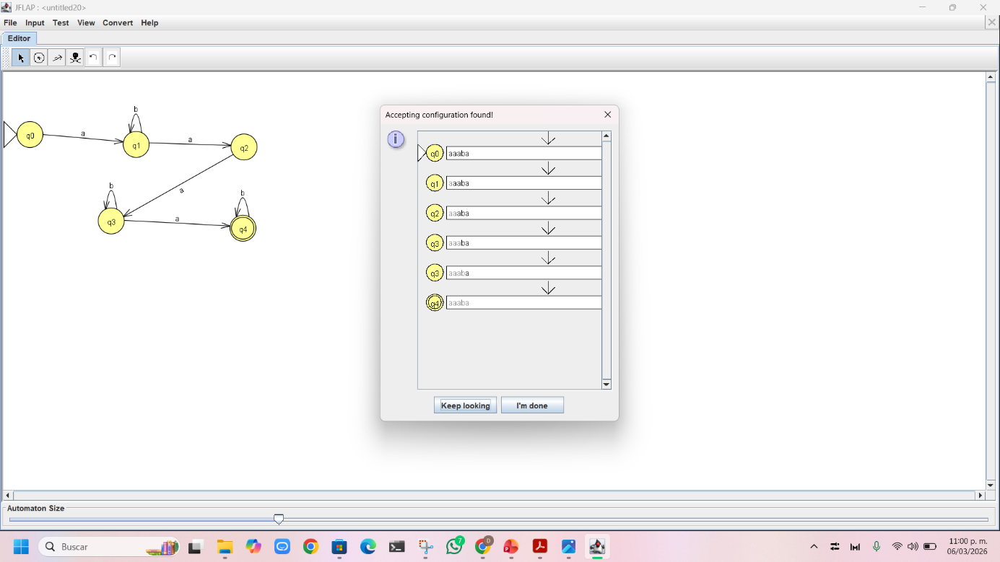 JFLAP : <untitled20>
File Input Test View Convert Help
Editor
b
q0
a
q1
a
q2
a
b
q3
a
b
q4
Accepting configuration found!
q0 aaaba
q1 aaaba
q2 aaaba
q3 aaaba
q3 aaaba
q4 aaaba
Keep looking I'm done
Automaton Size
Buscar
7
D
11:00 p. m.
06/03/2026